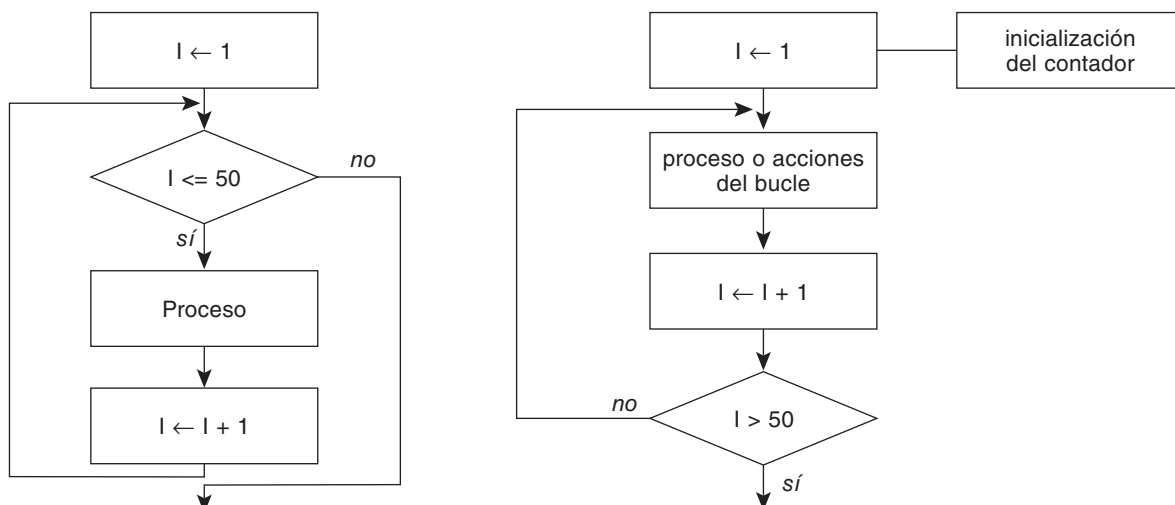 I ← 1
I <= 50
no
sí
Proceso
I ← I + 1
I ← 1
inicialización
del contador
proceso o acciones
del bucle
I ← I + 1
no
I > 50
sí